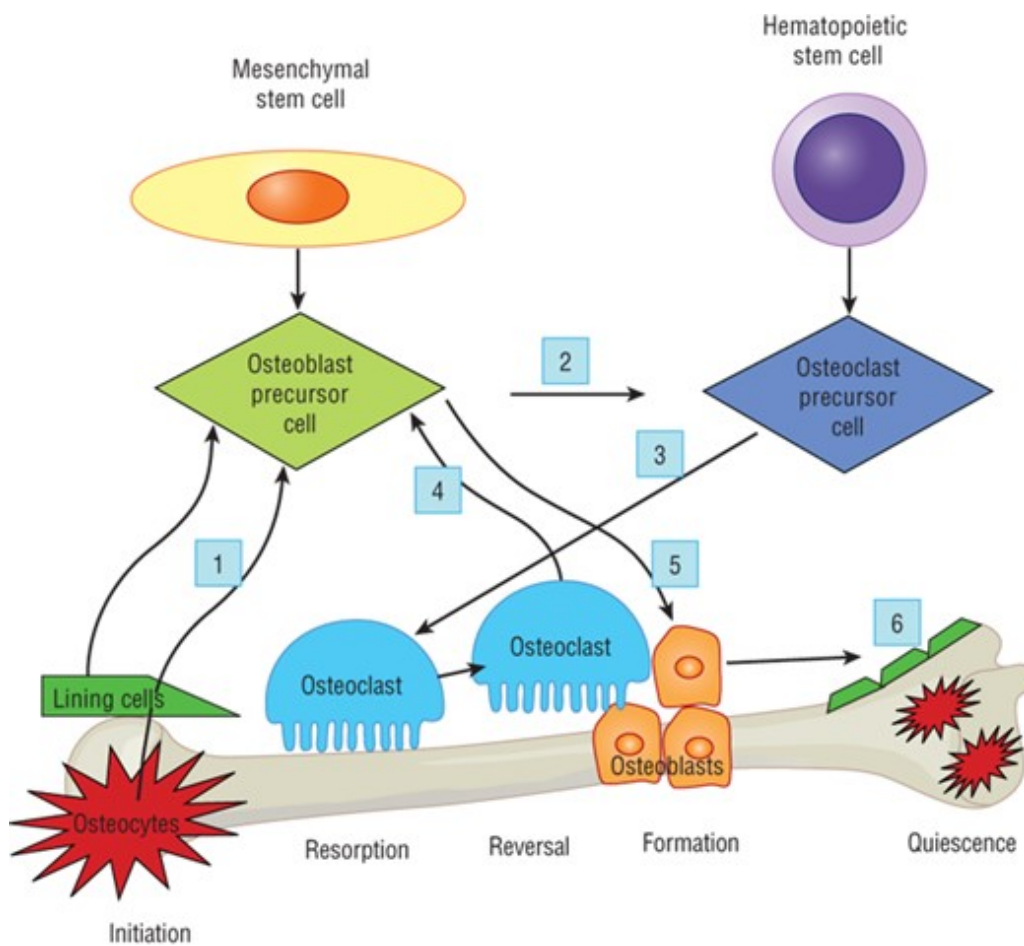 Mesenchymal
stem cell
Hematopoietic
stem cell
Osteoblast
precursor
cell
2
Osteoclast
precursor
cell
3
4
1
5
6
Lining cells
Osteoclast
Osteoclast
Osteoblasts
Osteocytes
Resorption
Reversal
Formation
Quiescence
Initiation